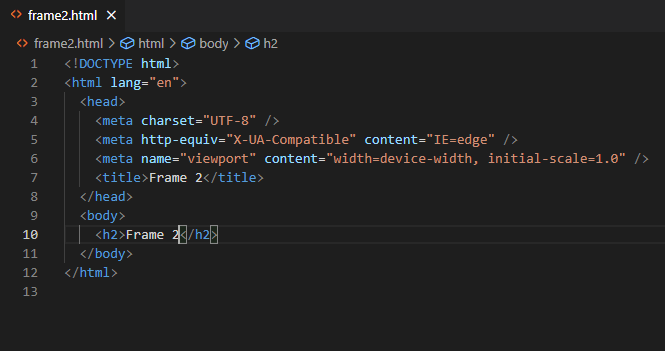 frame2.html
frame2.html > html > body > h2
1 <!DOCTYPE html>
2 <html lang="en">
3 <head>
4 <meta charset="UTF-8" />
5 <meta http-equiv="X-UA-Compatible" content="IE=edge" />
6 <meta name="viewport" content="width=device-width, initial-scale=1.0" />
7 <title>Frame 2</title>
8 </head>
9 <body>
10 <h2>Frame 2</h2>
11 </body>
12 </html>
13